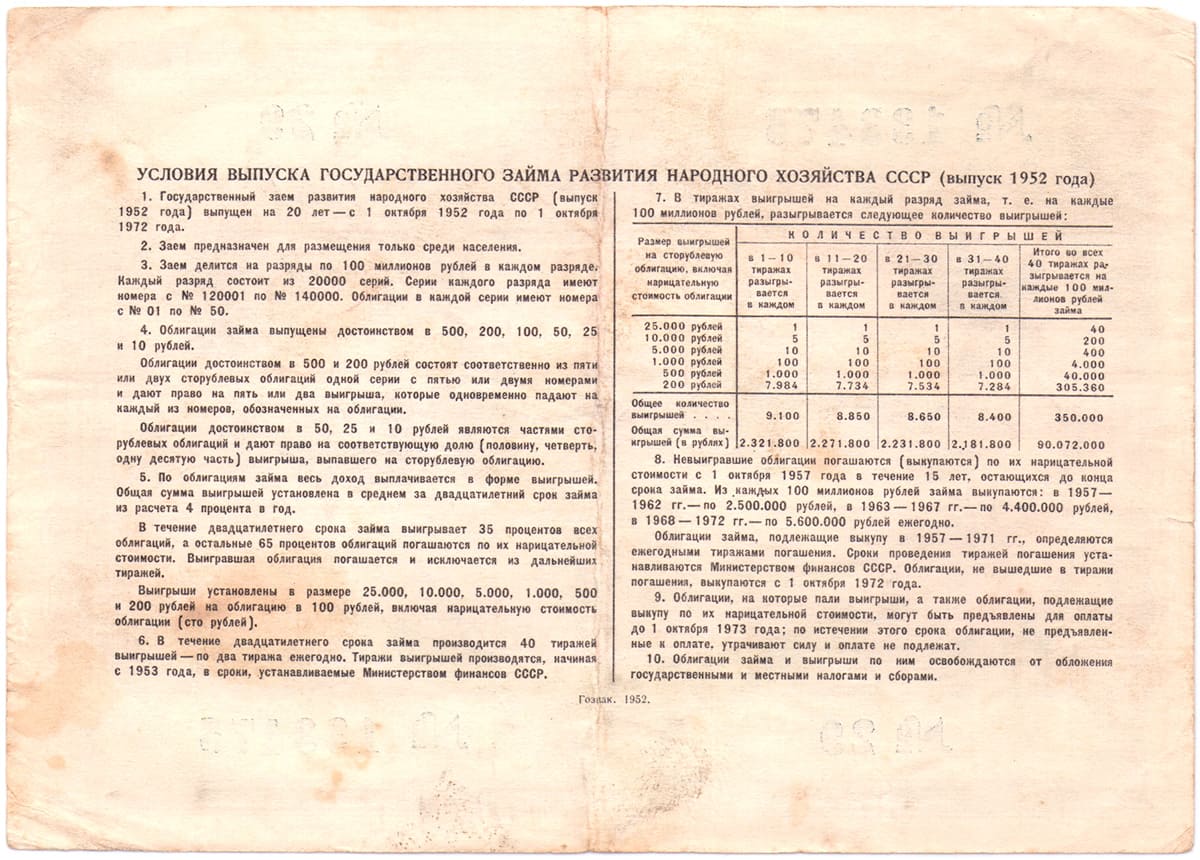 УСЛОВИЯ ВЫПУСКА ГОСУДАРСТВЕННОГО ЗАЙМА РАЗВИТИЯ НАРОДНОГО ХОЗЯЙСТВА СССР (выпуск 1952 года)
1. Государственный заем развития народного хозяйства СССР (выпуск
1952 года) выпущен на 20 лет — с 1 октября 1952 года по 1 октября
1972 года.
2. Заем предназначен для размещения только среди населения.
3. Заем делится на разряды по 100 миллионов рублей в каждом разряде.
Каждый разряд состоит из 20000 серий. Серии каждого разряда имеют
номера с № 120001 по № 140000. Облигации в каждой серии имеют номера
с № 01 по № 50.
4. Облигации займа выпущены достоинством в 500, 200, 100, 50, 25
и 10 рублей.
Облигации достоинством в 500 и 200 рублей состоят соответственно из пяти
или двух сторублевых облигаций одной серии с пятью или двумя номерами
и дают право на пять или два выигрыша, которые одновременно падают на
каждый из номеров, обозначенных на облигации.
Облигации достоинством в 50, 25 и 10 рублей являются частями сто-
рублевых облигаций и дают право на соответствующую долю (половину, четверть,
одну десятую часть) выигрыша, выпавшего на сторублевую облигацию.
5. По облигациям займа весь доход выплачивается в форме выигрышей.
Общая сумма выигрышей установлена в среднем за двадцатилетний срок займа
из расчета 4 процента в год.
В течение двадцатилетнего срока займа выигрывает 35 процентов всех
облигаций, а остальные 65 процентов облигаций погашаются по их нарицательной
стоимости. Выигравшая облигация погашается и исключается из дальнейших
тиражей.
Выигрыши установлены в размере 25.000, 10.000, 5.000, 1.000, 500
и 200 рублей на облигацию в 100 рублей, включая нарицательную стоимость
облигации (сто рублей).
6. В течение двадцатилетнего срока займа производится 40 тиражей
выигрышей — по два тиража ежегодно. Тиражи выигрышей производятся, начиная
с 1953 года, в сроки, устанавливаемые Министерством финансов СССР.
7. В тиражах выигрышей на каждый разряд займа, т. е. на каждые
100 миллионов рублей, разыгрывается следующее количество выигрышей:
Размер выигрышей на сторублевую облигацию, включая нарицательную стоимость облигации
КОЛИЧЕСТВО ВЫИГРЫШЕЙ
в 1—10 тиражах разыгры-вается в каждом
в 11—20 тиражах разыгры-вается в каждом
в 21—30 тиражах разыгры-вается в каждом
в 31—40 тиражах разыгры-вается в каждом
Итого во всех 40 тиражах ра-зыгрывается на каждые 100 мил-лионов рублей займа
25.000 рублей 1 1 1 1 40
10.000 рублей 5 5 5 5 200
5.000 рублей 10 10 10 10 400
1.000 рублей 100 100 100 100 4.000
500 рублей 1.000 1.000 1.000 1.000 40.000
200 рублей 7.984 7.734 7.534 7.284 305.360
Общее количество
выигрышей . . . . 9.100 8.850 8.650 8.400 350.000
Общая сумма вы-
игрышей (в рублях) 2.321.800 2.271.800 2.231.800 2.181.800 90.072.000
8. Невыигравшие облигации погашаются (выкупаются) по их нарицательной
стоимости с 1 октября 1957 года в течение 15 лет, остающихся до конца
срока займа. Из каждых 100 миллионов рублей займа выкупаются: в 1957—
1962 гг.— по 2.500.000 рублей, в 1963—1967 гг.— по 4.400.000 рублей,
в 1968—1972 гг.— по 5.600.000 рублей ежегодно.
Облигации займа, подлежащие выкупу в 1957—1971 гг., определяются
ежегодными тиражами погашения. Сроки проведения тиражей погашения уста-
навливаются Министерством финансов СССР. Облигации, не вышедшие в тиражи
погашения, выкупаются с 1 октября 1972 года.
9. Облигации, на которые пали выигрыши, а также облигации, подлежащие
выкупу по их нарицательной стоимости, могут быть предъявлены для оплаты
до 1 октября 1973 года; по истечении этого срока облигации, не предъявлен-
ные к оплате, утрачивают силу и оплате не подлежат.
10. Облигации займа и выигрыши по ним освобождаются от обложения
государственными и местными налогами и сборами.
Гознак. 1952.